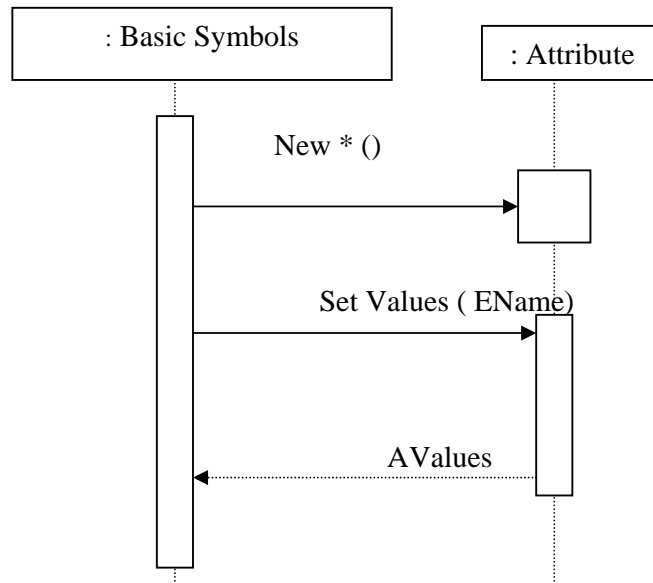 : Basic Symbols
: Attribute
New * ()
Set Values ( EName)
AValues